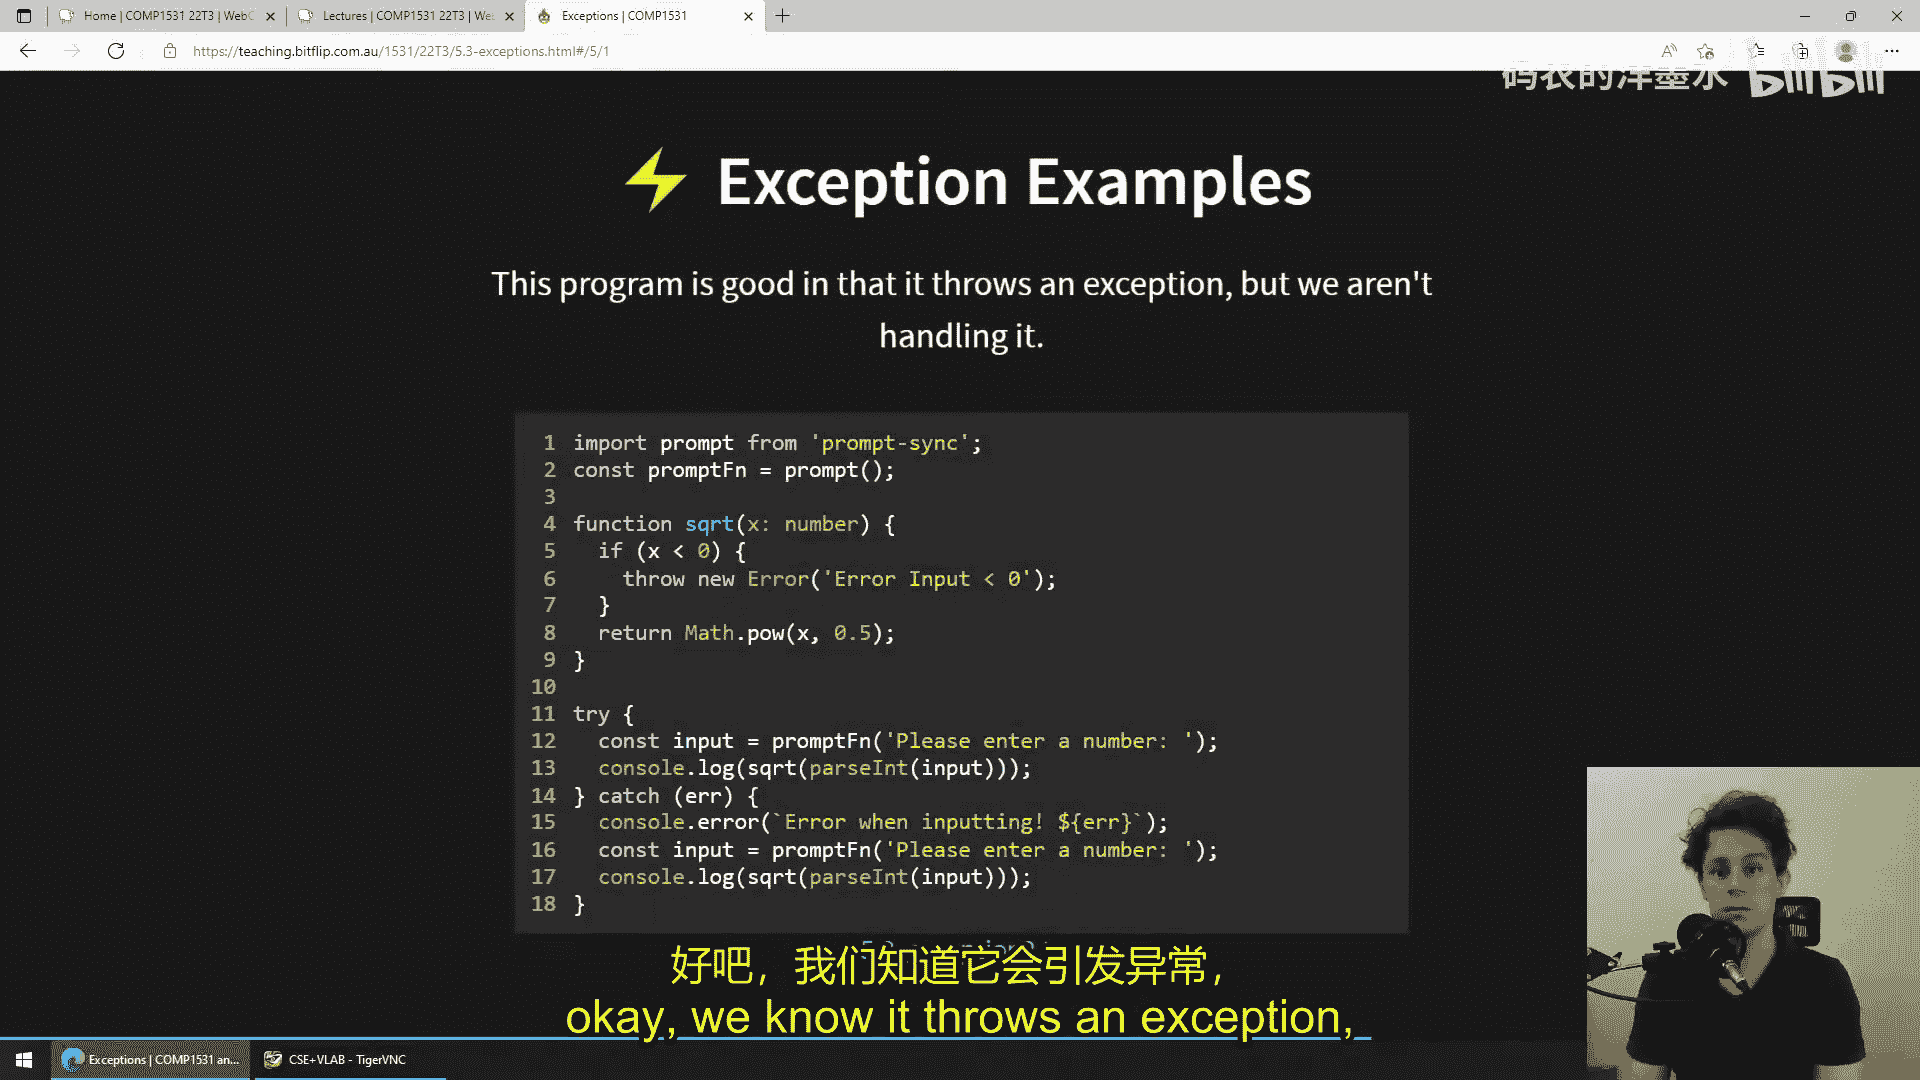 Home | COMP1531 22T3 | WebC
Lectures | COMP1531 22T3 | We
Exceptions | COMP1531
https://teaching.bitflip.com.au/1531/22T3/5.3-exceptions.html#/5/1
码农的洋墨水 bilibili
⚡ Exception Examples
This program is good in that it throws an exception, but we aren't
handling it.
1 import prompt from 'prompt-sync';
2 const promptFn = prompt();
3
4 function sqrt(x: number) {
5 if (x < 0) {
6 throw new Error('Error Input < 0');
7 }
8 return Math.pow(x, 0.5);
9 }
10
11 try {
12 const input = promptFn('Please enter a number: ');
13 console.log(sqrt(parseInt(input)));
14 } catch (err) {
15 console.error(`Error when inputting! ${err}`);
16 const input = promptFn('Please enter a number: ');
17 console.log(sqrt(parseInt(input)));
18 }
好吧，我们知道它会引发异常，
okay, we know it throws an exception,
Exceptions | COMP1531 an...
CSE+VLAB - TigerVNC